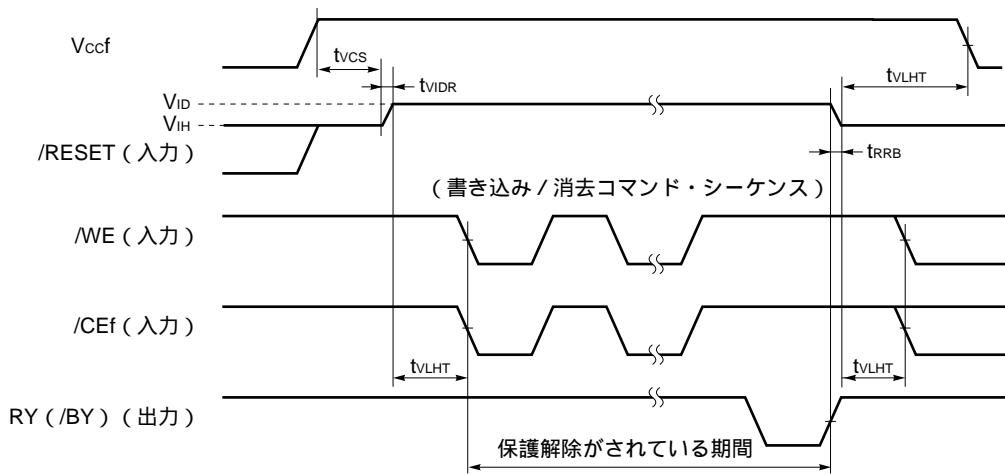 Vccf
tVCS
tVIDR
tVLHT
VID
VIH
/RESET（入力）
tRRB
（書き込み / 消去コマンド・シーケンス）
/WE（入力）
/CEf（入力）
tVLHT
tVLHT
RY（/BY）（出力）
保護解除がされている期間